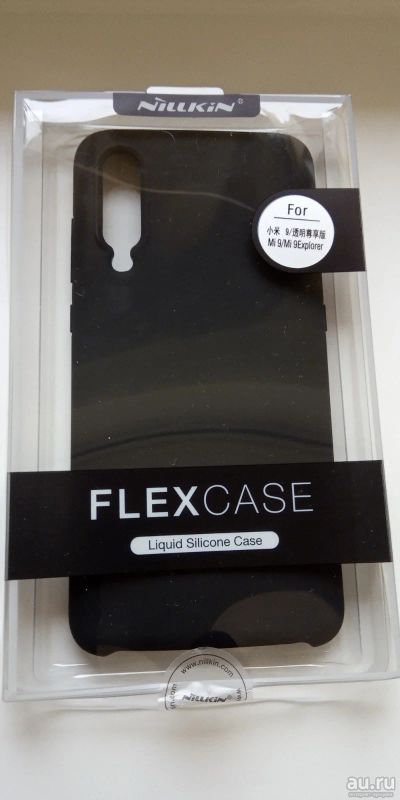 NILLKIN®
For
小米 9/透明尊享版
Mi 9/Mi 9Explorer
FLEXCASE
Liquid Silicone Case
www.nillkin.com
NILLKIN®
au.ru